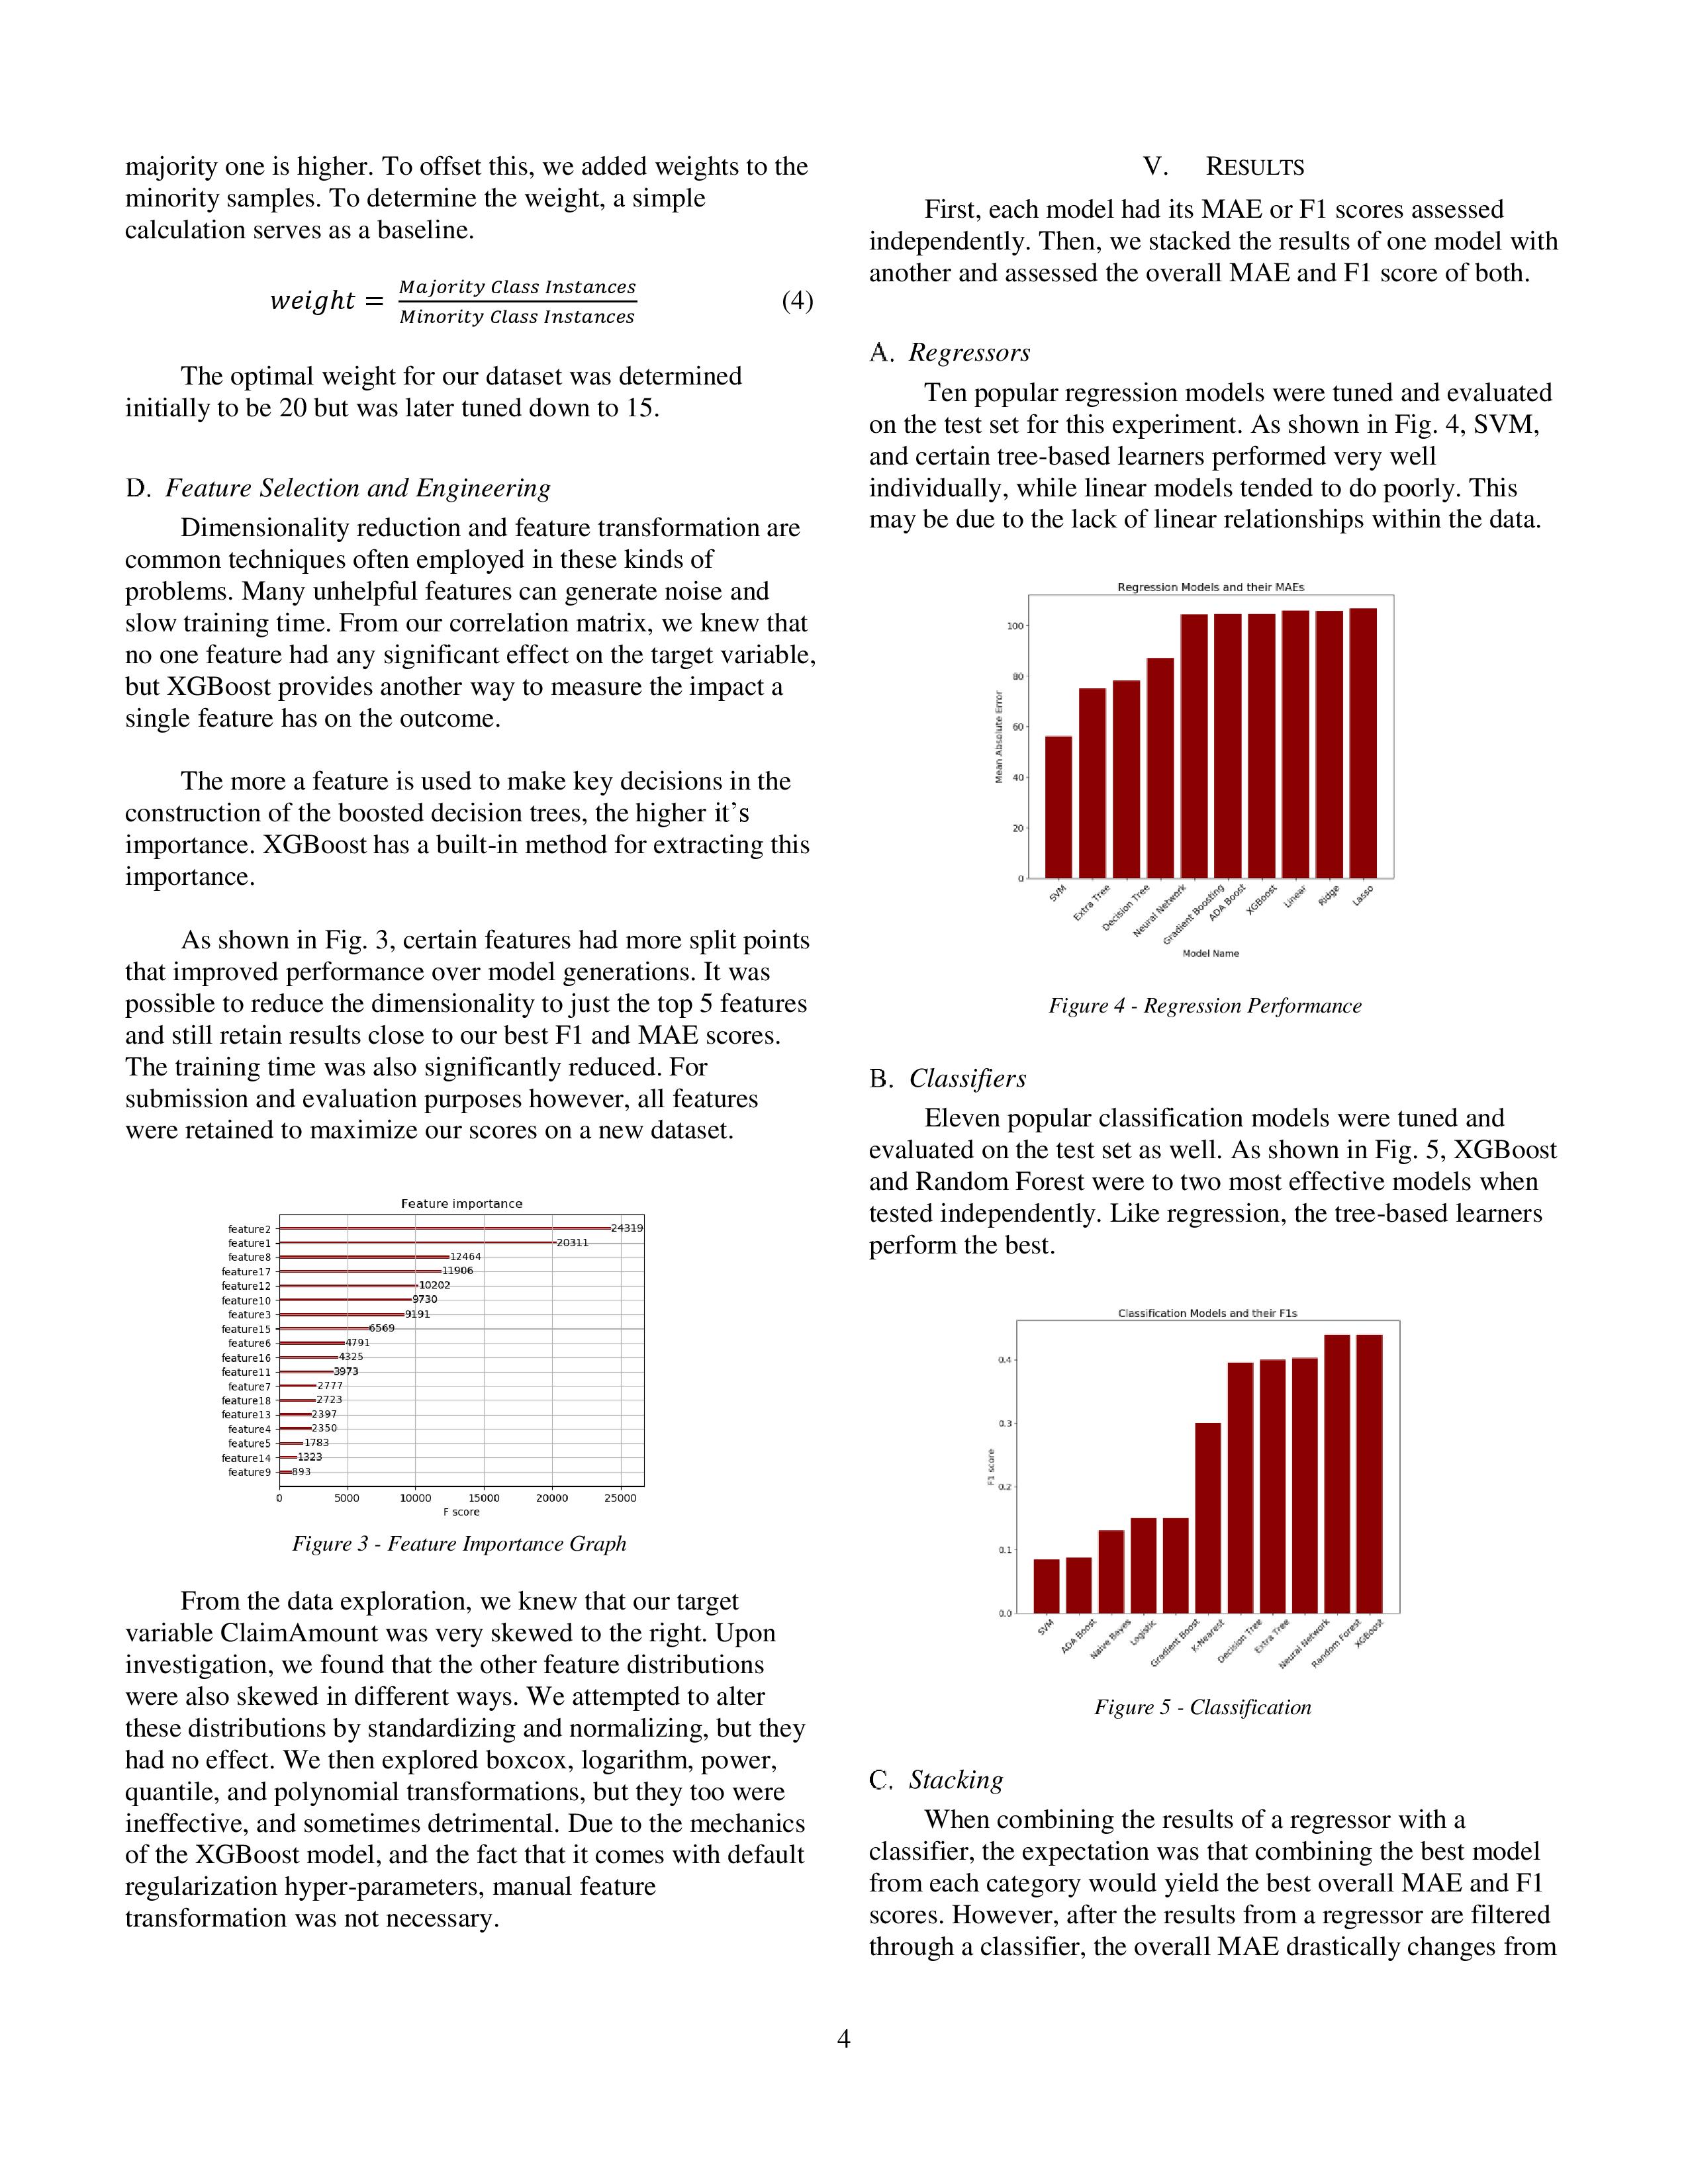 majority one is higher. To offset this, we added weights to the
minority samples. To determine the weight, a simple
calculation serves as a baseline.
weight = Majority Class Instances / Minority Class Instances (4)
The optimal weight for our dataset was determined
initially to be 20 but was later tuned down to 15.
D. Feature Selection and Engineering
Dimensionality reduction and feature transformation are
common techniques often employed in these kinds of
problems. Many unhelpful features can generate noise and
slow training time. From our correlation matrix, we knew that
no one feature had any significant effect on the target variable,
but XGBoost provides another way to measure the impact a
single feature has on the outcome.
The more a feature is used to make key decisions in the
construction of the boosted decision trees, the higher it's
importance. XGBoost has a built-in method for extracting this
importance.
As shown in Fig. 3, certain features had more split points
that improved performance over model generations. It was
possible to reduce the dimensionality to just the top 5 features
and still retain results close to our best F1 and MAE scores.
The training time was also significantly reduced. For
submission and evaluation purposes however, all features
were retained to maximize our scores on a new dataset.
Feature importance
feature2 24319
feature1 20311
feature8 12464
feature17 11906
feature12 10202
feature10 9730
feature3 9191
feature15 6569
feature6 4791
feature16 4325
feature11 3973
feature7 2777
feature18 2723
feature13 2397
feature4 2350
feature5 1783
feature14 1323
feature9 893
0 5000 10000 15000 20000 25000
F score
Figure 3 - Feature Importance Graph
From the data exploration, we knew that our target
variable ClaimAmount was very skewed to the right. Upon
investigation, we found that the other feature distributions
were also skewed in different ways. We attempted to alter
these distributions by standardizing and normalizing, but they
had no effect. We then explored boxcox, logarithm, power,
quantile, and polynomial transformations, but they too were
ineffective, and sometimes detrimental. Due to the mechanics
of the XGBoost model, and the fact that it comes with default
regularization hyper-parameters, manual feature
transformation was not necessary.
V. RESULTS
First, each model had its MAE or F1 scores assessed
independently. Then, we stacked the results of one model with
another and assessed the overall MAE and F1 score of both.
A. Regressors
Ten popular regression models were tuned and evaluated
on the test set for this experiment. As shown in Fig. 4, SVM,
and certain tree-based learners performed very well
individually, while linear models tended to do poorly. This
may be due to the lack of linear relationships within the data.
Regression Models and their MAEs
Mean Absolute Error
100
80
60
40
20
0
SVM Extra Tree Decision Tree Neural Network Gradient Boosting ADA Boost XGBoost Linear Ridge Lasso
Model Name
Figure 4 - Regression Performance
B. Classifiers
Eleven popular classification models were tuned and
evaluated on the test set as well. As shown in Fig. 5, XGBoost
and Random Forest were to two most effective models when
tested independently. Like regression, the tree-based learners
perform the best.
Classification Models and their F1s
F1 score
0.4
0.3
0.2
0.1
0.0
SVM ADA Boost Naive Bayes Logistic Gradient Boost K-Nearest Decision Tree Extra Tree Neural Network Random Forest XGBoost
Figure 5 - Classification
C. Stacking
When combining the results of a regressor with a
classifier, the expectation was that combining the best model
from each category would yield the best overall MAE and F1
scores. However, after the results from a regressor are filtered
through a classifier, the overall MAE drastically changes from
4